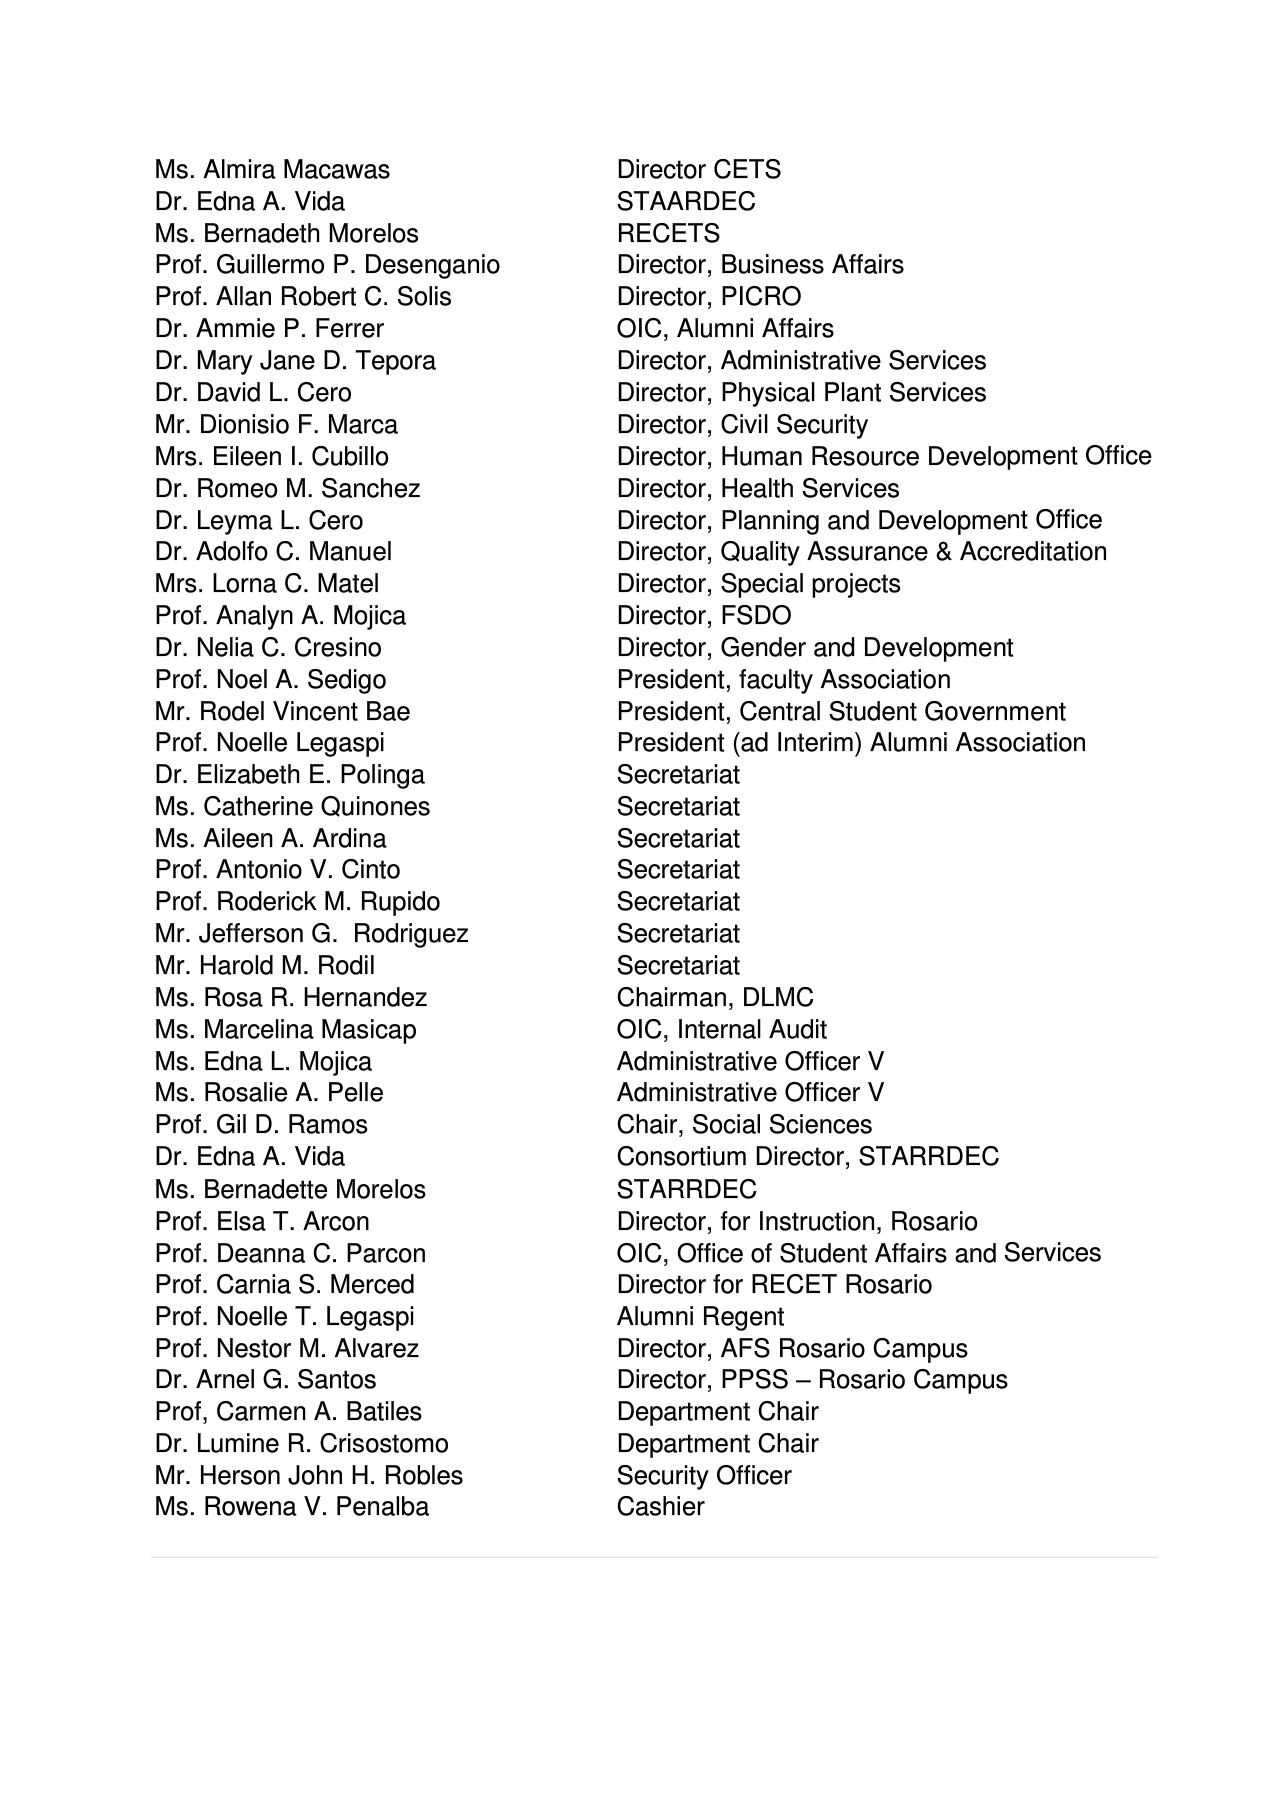 Ms. Almira Macawas Director CETS
Dr. Edna A. Vida STAARDEC
Ms. Bernadeth Morelos RECETS
Prof. Guillermo P. Desenganio Director, Business Affairs
Prof. Allan Robert C. Solis Director, PICRO
Dr. Ammie P. Ferrer OIC, Alumni Affairs
Dr. Mary Jane D. Tepora Director, Administrative Services
Dr. David L. Cero Director, Physical Plant Services
Mr. Dionisio F. Marca Director, Civil Security
Mrs. Eileen I. Cubillo Director, Human Resource Development Office
Dr. Romeo M. Sanchez Director, Health Services
Dr. Leyma L. Cero Director, Planning and Development Office
Dr. Adolfo C. Manuel Director, Quality Assurance & Accreditation
Mrs. Lorna C. Matel Director, Special projects
Prof. Analyn A. Mojica Director, FSDO
Dr. Nelia C. Cresino Director, Gender and Development
Prof. Noel A. Sedigo President, faculty Association
Mr. Rodel Vincent Bae President, Central Student Government
Prof. Noelle Legaspi President (ad Interim) Alumni Association
Dr. Elizabeth E. Polinga Secretariat
Ms. Catherine Quinones Secretariat
Ms. Aileen A. Ardina Secretariat
Prof. Antonio V. Cinto Secretariat
Prof. Roderick M. Rupido Secretariat
Mr. Jefferson G.  Rodriguez Secretariat
Mr. Harold M. Rodil Secretariat
Ms. Rosa R. Hernandez Chairman, DLMC
Ms. Marcelina Masicap OIC, Internal Audit
Ms. Edna L. Mojica Administrative Officer V
Ms. Rosalie A. Pelle Administrative Officer V
Prof. Gil D. Ramos Chair, Social Sciences
Dr. Edna A. Vida Consortium Director, STARRDEC
Ms. Bernadette Morelos STARRDEC
Prof. Elsa T. Arcon Director, for Instruction, Rosario
Prof. Deanna C. Parcon OIC, Office of Student Affairs and Services
Prof. Carnia S. Merced Director for RECET Rosario
Prof. Noelle T. Legaspi Alumni Regent
Prof. Nestor M. Alvarez Director, AFS Rosario Campus
Dr. Arnel G. Santos Director, PPSS – Rosario Campus
Prof, Carmen A. Batiles Department Chair
Dr. Lumine R. Crisostomo Department Chair
Mr. Herson John H. Robles Security Officer
Ms. Rowena V. Penalba Cashier